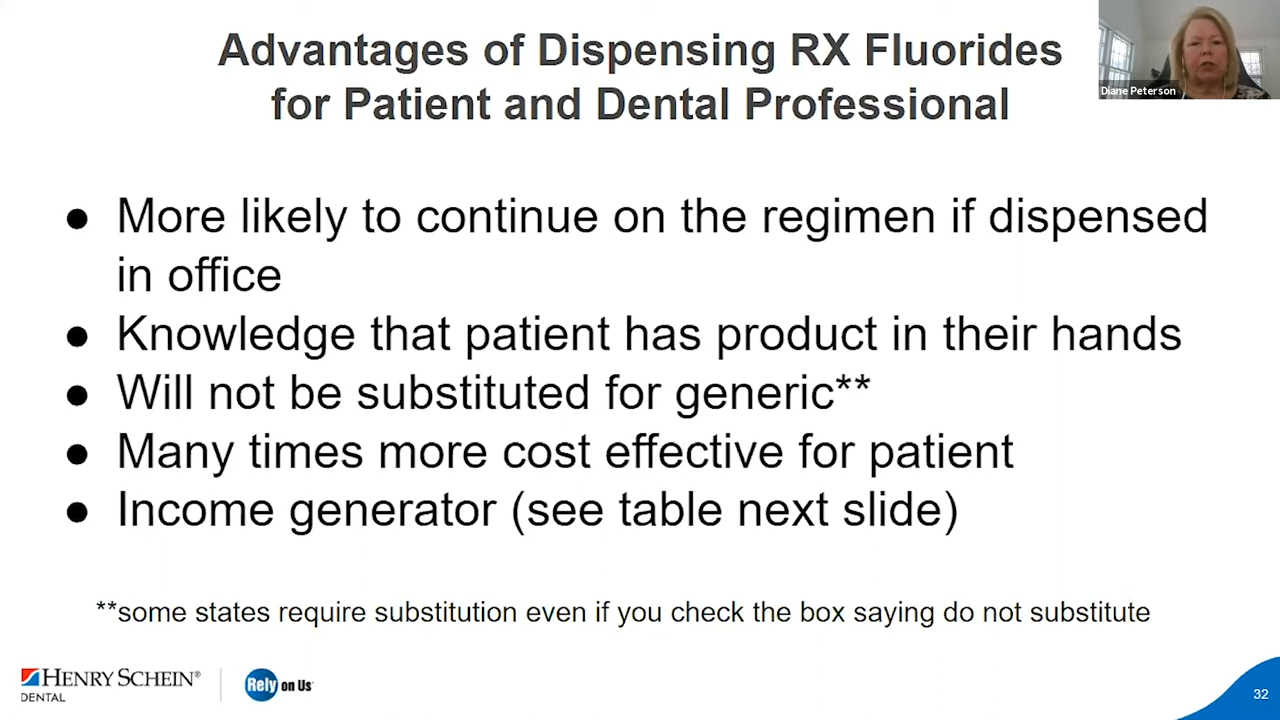 Advantages of Dispensing RX Fluorides
for Patient and Dental Professional
Diane Peterson
● More likely to continue on the regimen if dispensed
in office
● Knowledge that patient has product in their hands
● Will not be substituted for generic**
● Many times more cost effective for patient
● Income generator (see table next slide)
**some states require substitution even if you check the box saying do not substitute
HENRY SCHEIN®
DENTAL
Rely on Us
32